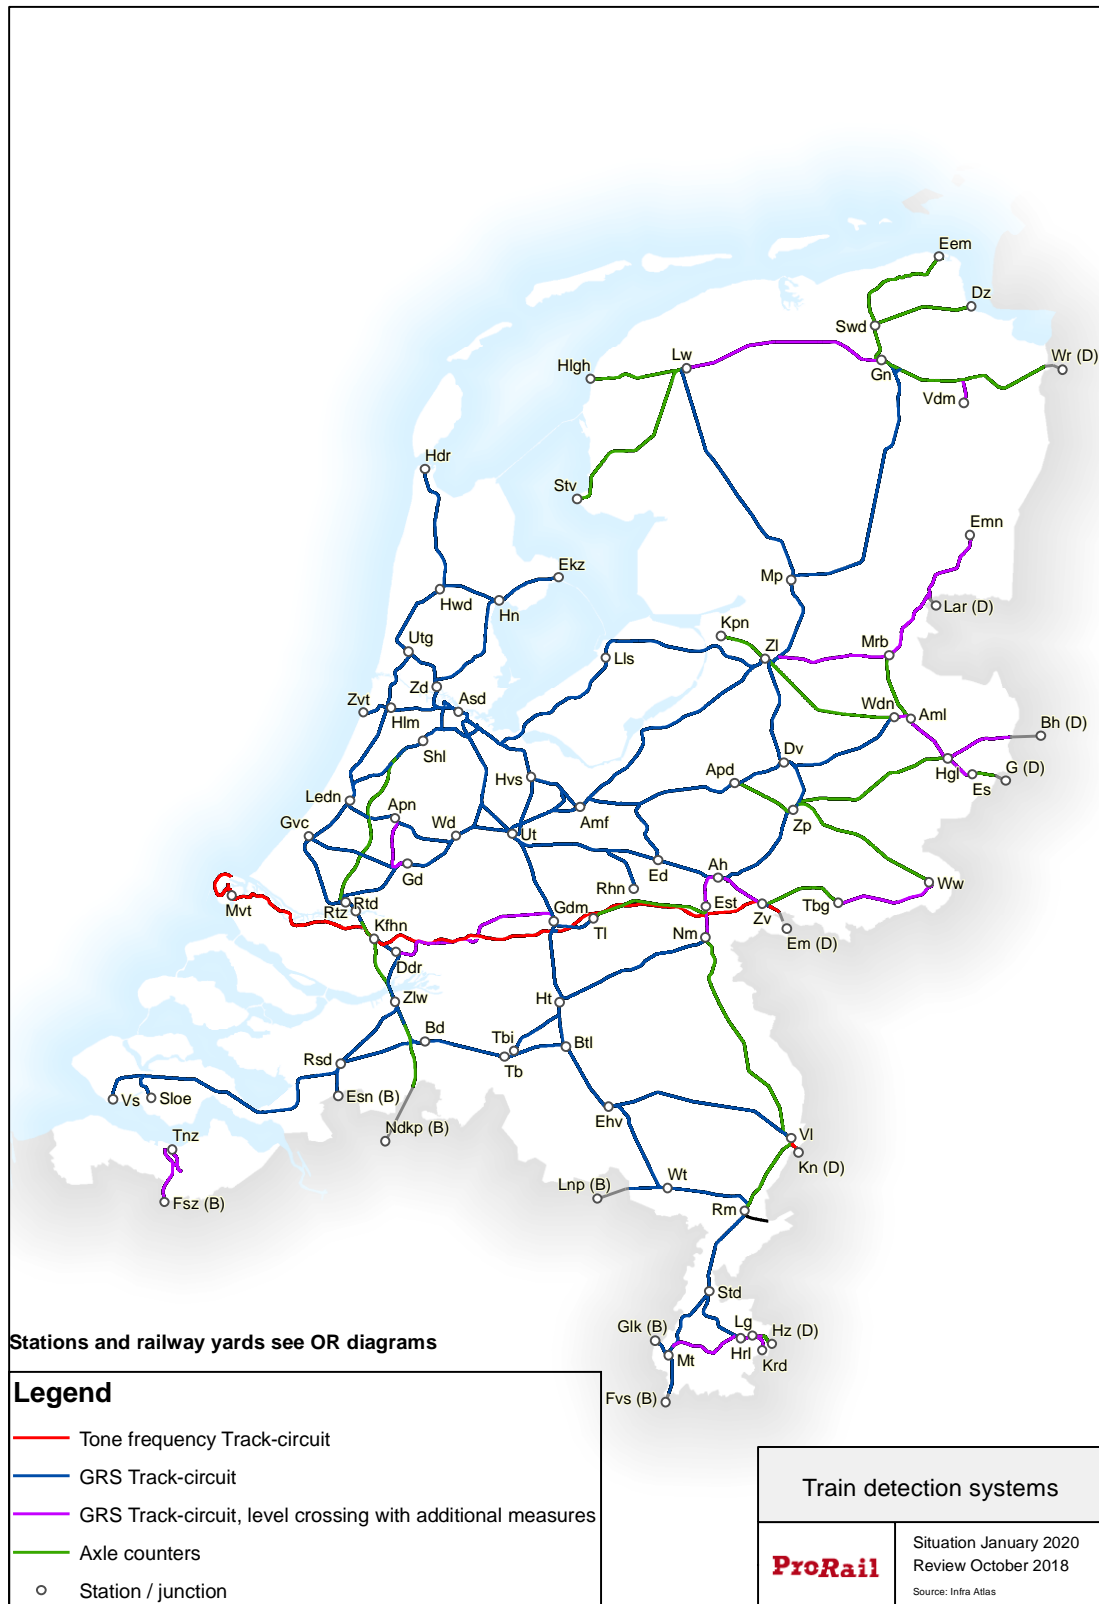 Eem
Dz
Swd
Lw
Wr (D)
Gn
Hlgh
Vdm
Hdr
Stv
Emn
Ekz
Mp
Hwd
Hn
Lar (D)
Kpn
Utg
Zl
Mrb
Lls
Zd
Zvt
Asd
Wdn
Aml
Hlm
Bh (D)
Shl
Dv
Hvs
Apd
Hgl
G (D)
Es
Ledn
Apn
Gvc
Wd
Ut
Amf
Zp
Gd
Ed
Ah
Ww
Rhn
Mvt
Rtd
Rtz
Gdm
Est
Zv
Tbg
Kfhn
Tl
Nm
Em (D)
Ddr
Zlw
Ht
Bd
Tbi
Btl
Rsd
Tb
Vs
Sloe
Esn (B)
Ehv
Ndkp (B)
Tnz
Vl
Kn (D)
Fsz (B)
Lnp (B)
Wt
Rm
Std
Glk (B)
Lg
Hz (D)
Stations and railway yards see OR diagrams
Mt
Hrl
Krd
Fvs (B)
Legend
Tone frequency Track-circuit
GRS Track-circuit
GRS Track-circuit, level crossing with additional measures
Axle counters
Station / junction
Train detection systems
ProRail
Situation January 2020
Review October 2018
Source: Infra Atlas